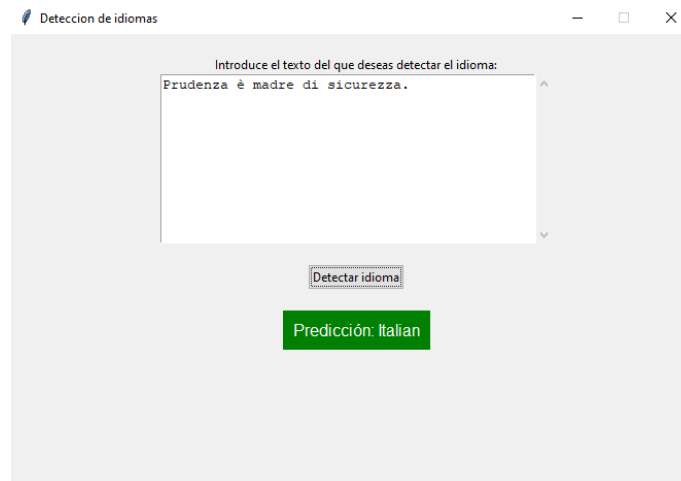 Deteccion de idiomas
Introduce el texto del que deseas detectar el idioma:
Prudenza è madre di sicurezza.
Detectar idioma
Predicción: Italian